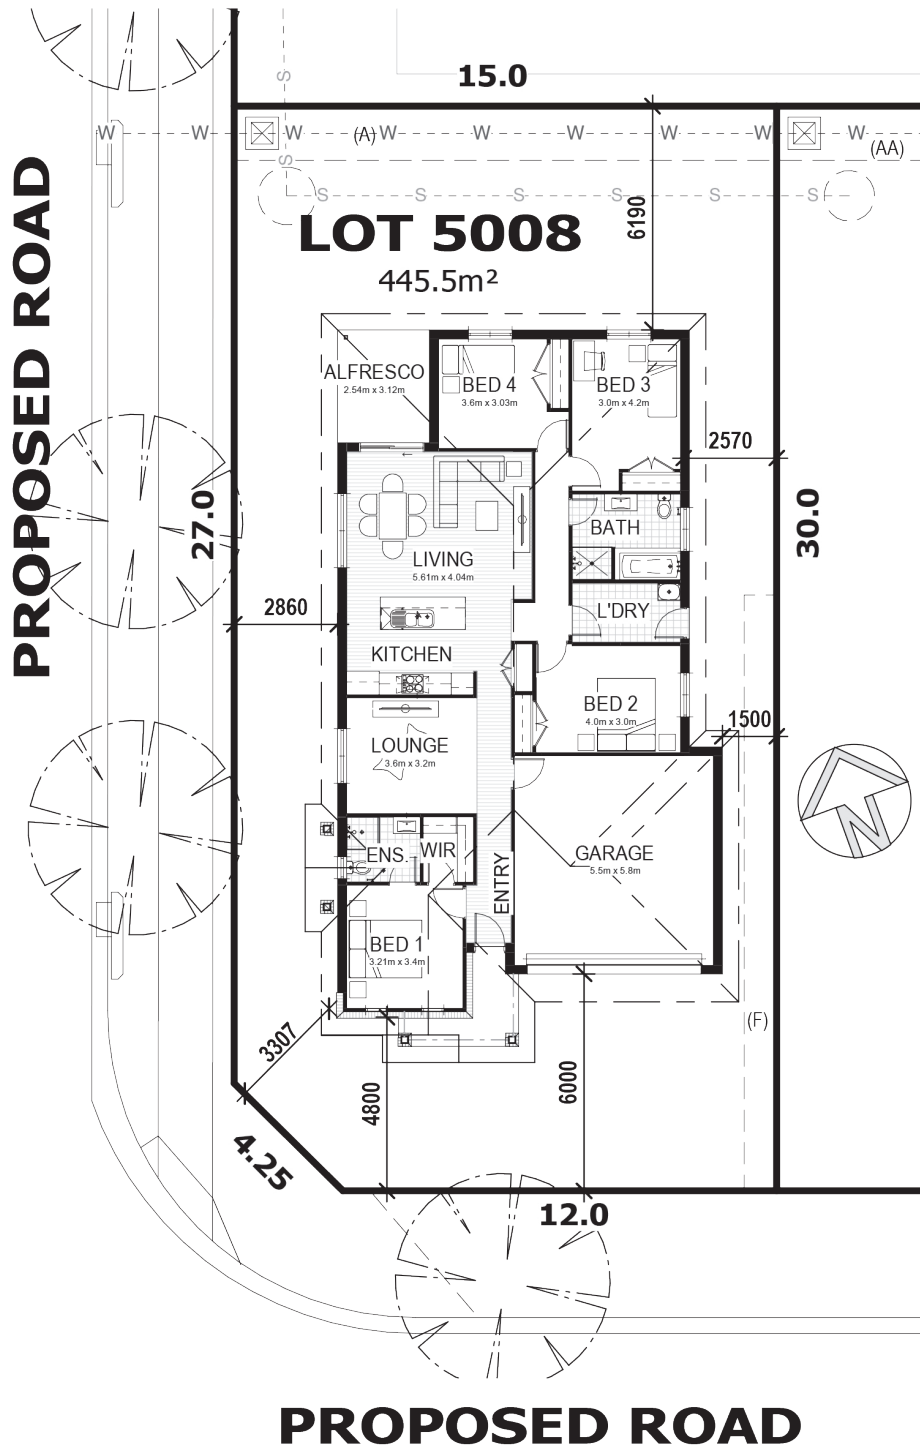 15.0
S
W W W W W W W W W
(A)
(AA)
S
S S S S S S
6190
LOT 5008
445.5m²
PROPOSED ROAD
ALFRESCO
2.54m x 3.12m
BED 4
3.6m x 3.03m
BED 3
3.0m x 4.2m
2570
27.0
30.0
BATH
LIVING
5.61m x 4.04m
2860
L'DRY
KITCHEN
BED 2
4.0m x 3.0m
1500
LOUNGE
3.6m x 3.2m
N
ENS.
WIR
ENTRY
GARAGE
5.5m x 5.8m
BED 1
3.21m x 3.4m
(F)
3307
4800
6000
4.25
12.0
PROPOSED ROAD